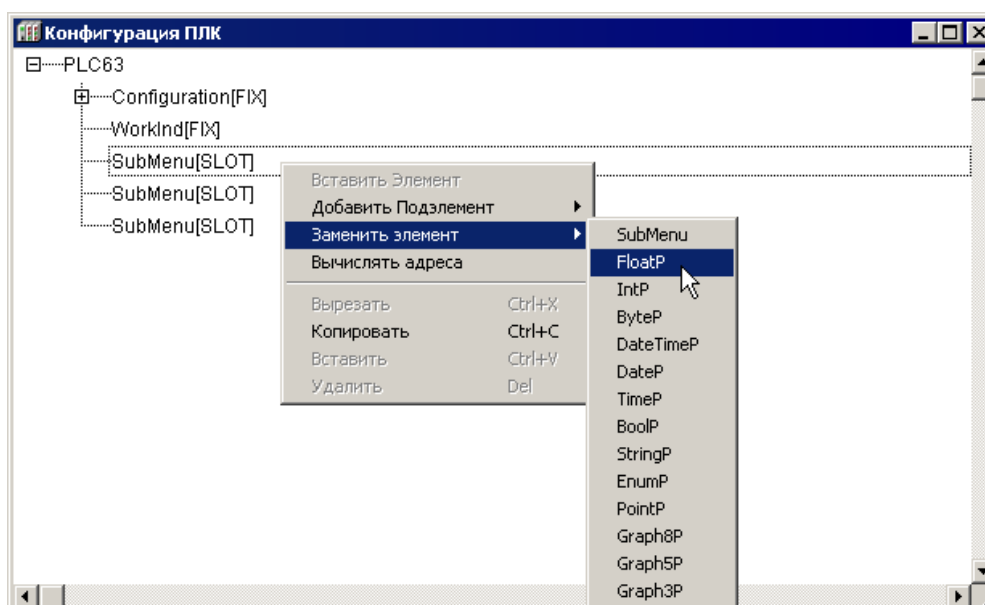 Конфигурация ПЛК
PLC63
Configuration[FIX]
WorkInd[FIX]
SubMenu[SLOT]
SubMenu[SLOT]
SubMenu[SLOT]
Вставить Элемент
Добавить Подэлемент
Заменить элемент
Вычислять адреса
Вырезать Ctrl+X
Копировать Ctrl+C
Вставить Ctrl+V
Удалить Del
SubMenu
FloatP
IntP
ByteP
DateTimeP
DateP
TimeP
BoolP
StringP
EnumP
PointP
Graph8P
Graph5P
Graph3P